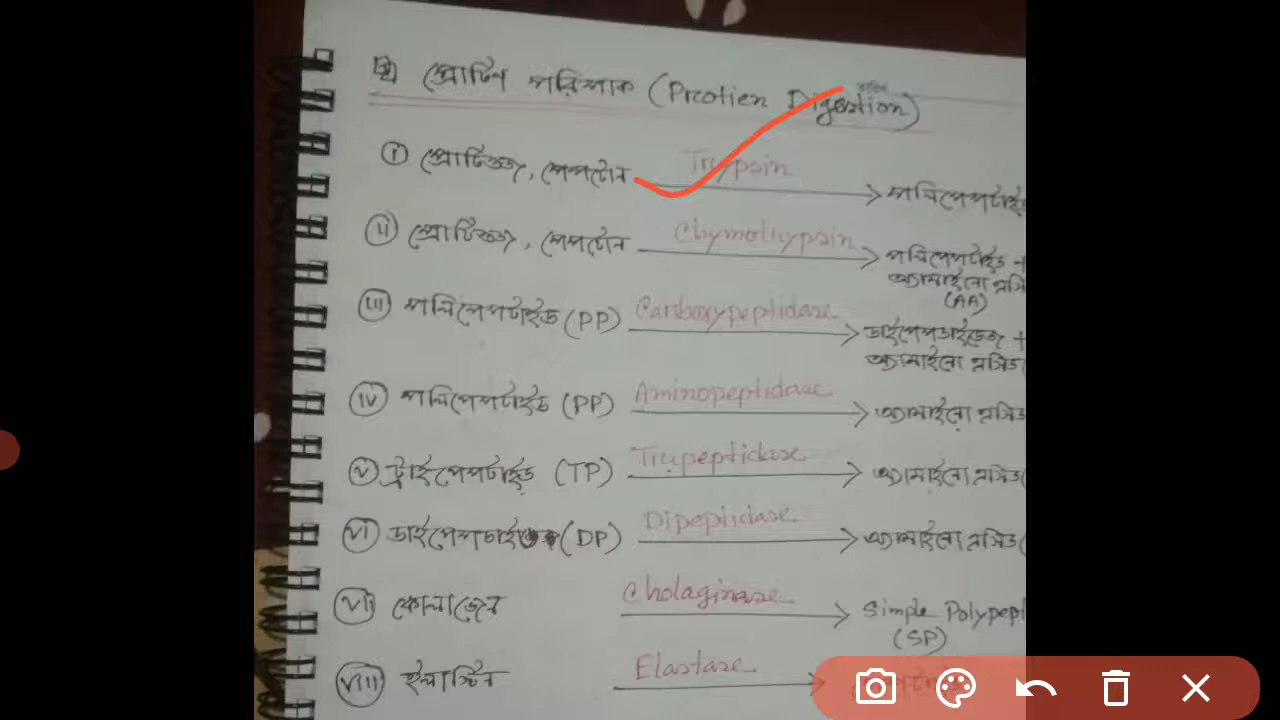 প্রোটিন পরিপাক (Protien Digestion)
i প্রোটিওজ, পেপটোন Trypsin → পলিপেপটাইড
ii প্রোটিওজ, পেপটোন Chymotrypsin → পলিপেপটাইড +
অ্যামাইনো এসি
(AA)
iii পলিপেপটাইড (PP) Carboxypeptidase → ডাইপেপটাইডেজ +
অ্যামাইনো এসিড
iv পলিপেপটাইড (PP) Aminopeptidase → অ্যামাইনো এসিড
v ট্রাইপেপটাইড (TP) Tripeptidase → অ্যামাইনো এসিড
vi ডাইপেপটাইড (DP) Dipeptidase → অ্যামাইনো এসিড
vii কোলাজেন Cholaginase → Simple Polypept
(SP)
viii ইলাস্টিন Elastase →